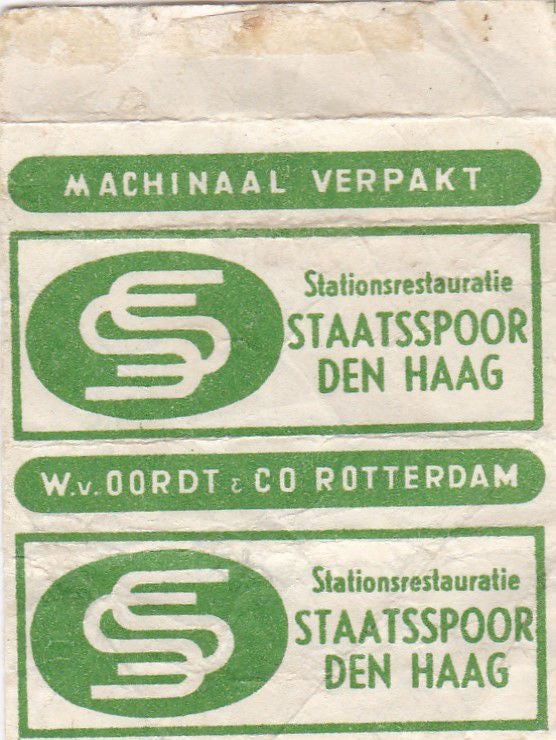 MACHINAAL VERPAKT
Stationsrestauratie
STAATSSPOOR
DEN HAAG
W.v. OORDT & CO ROTTERDAM
Stationsrestauratie
STAATSSPOOR
DEN HAAG